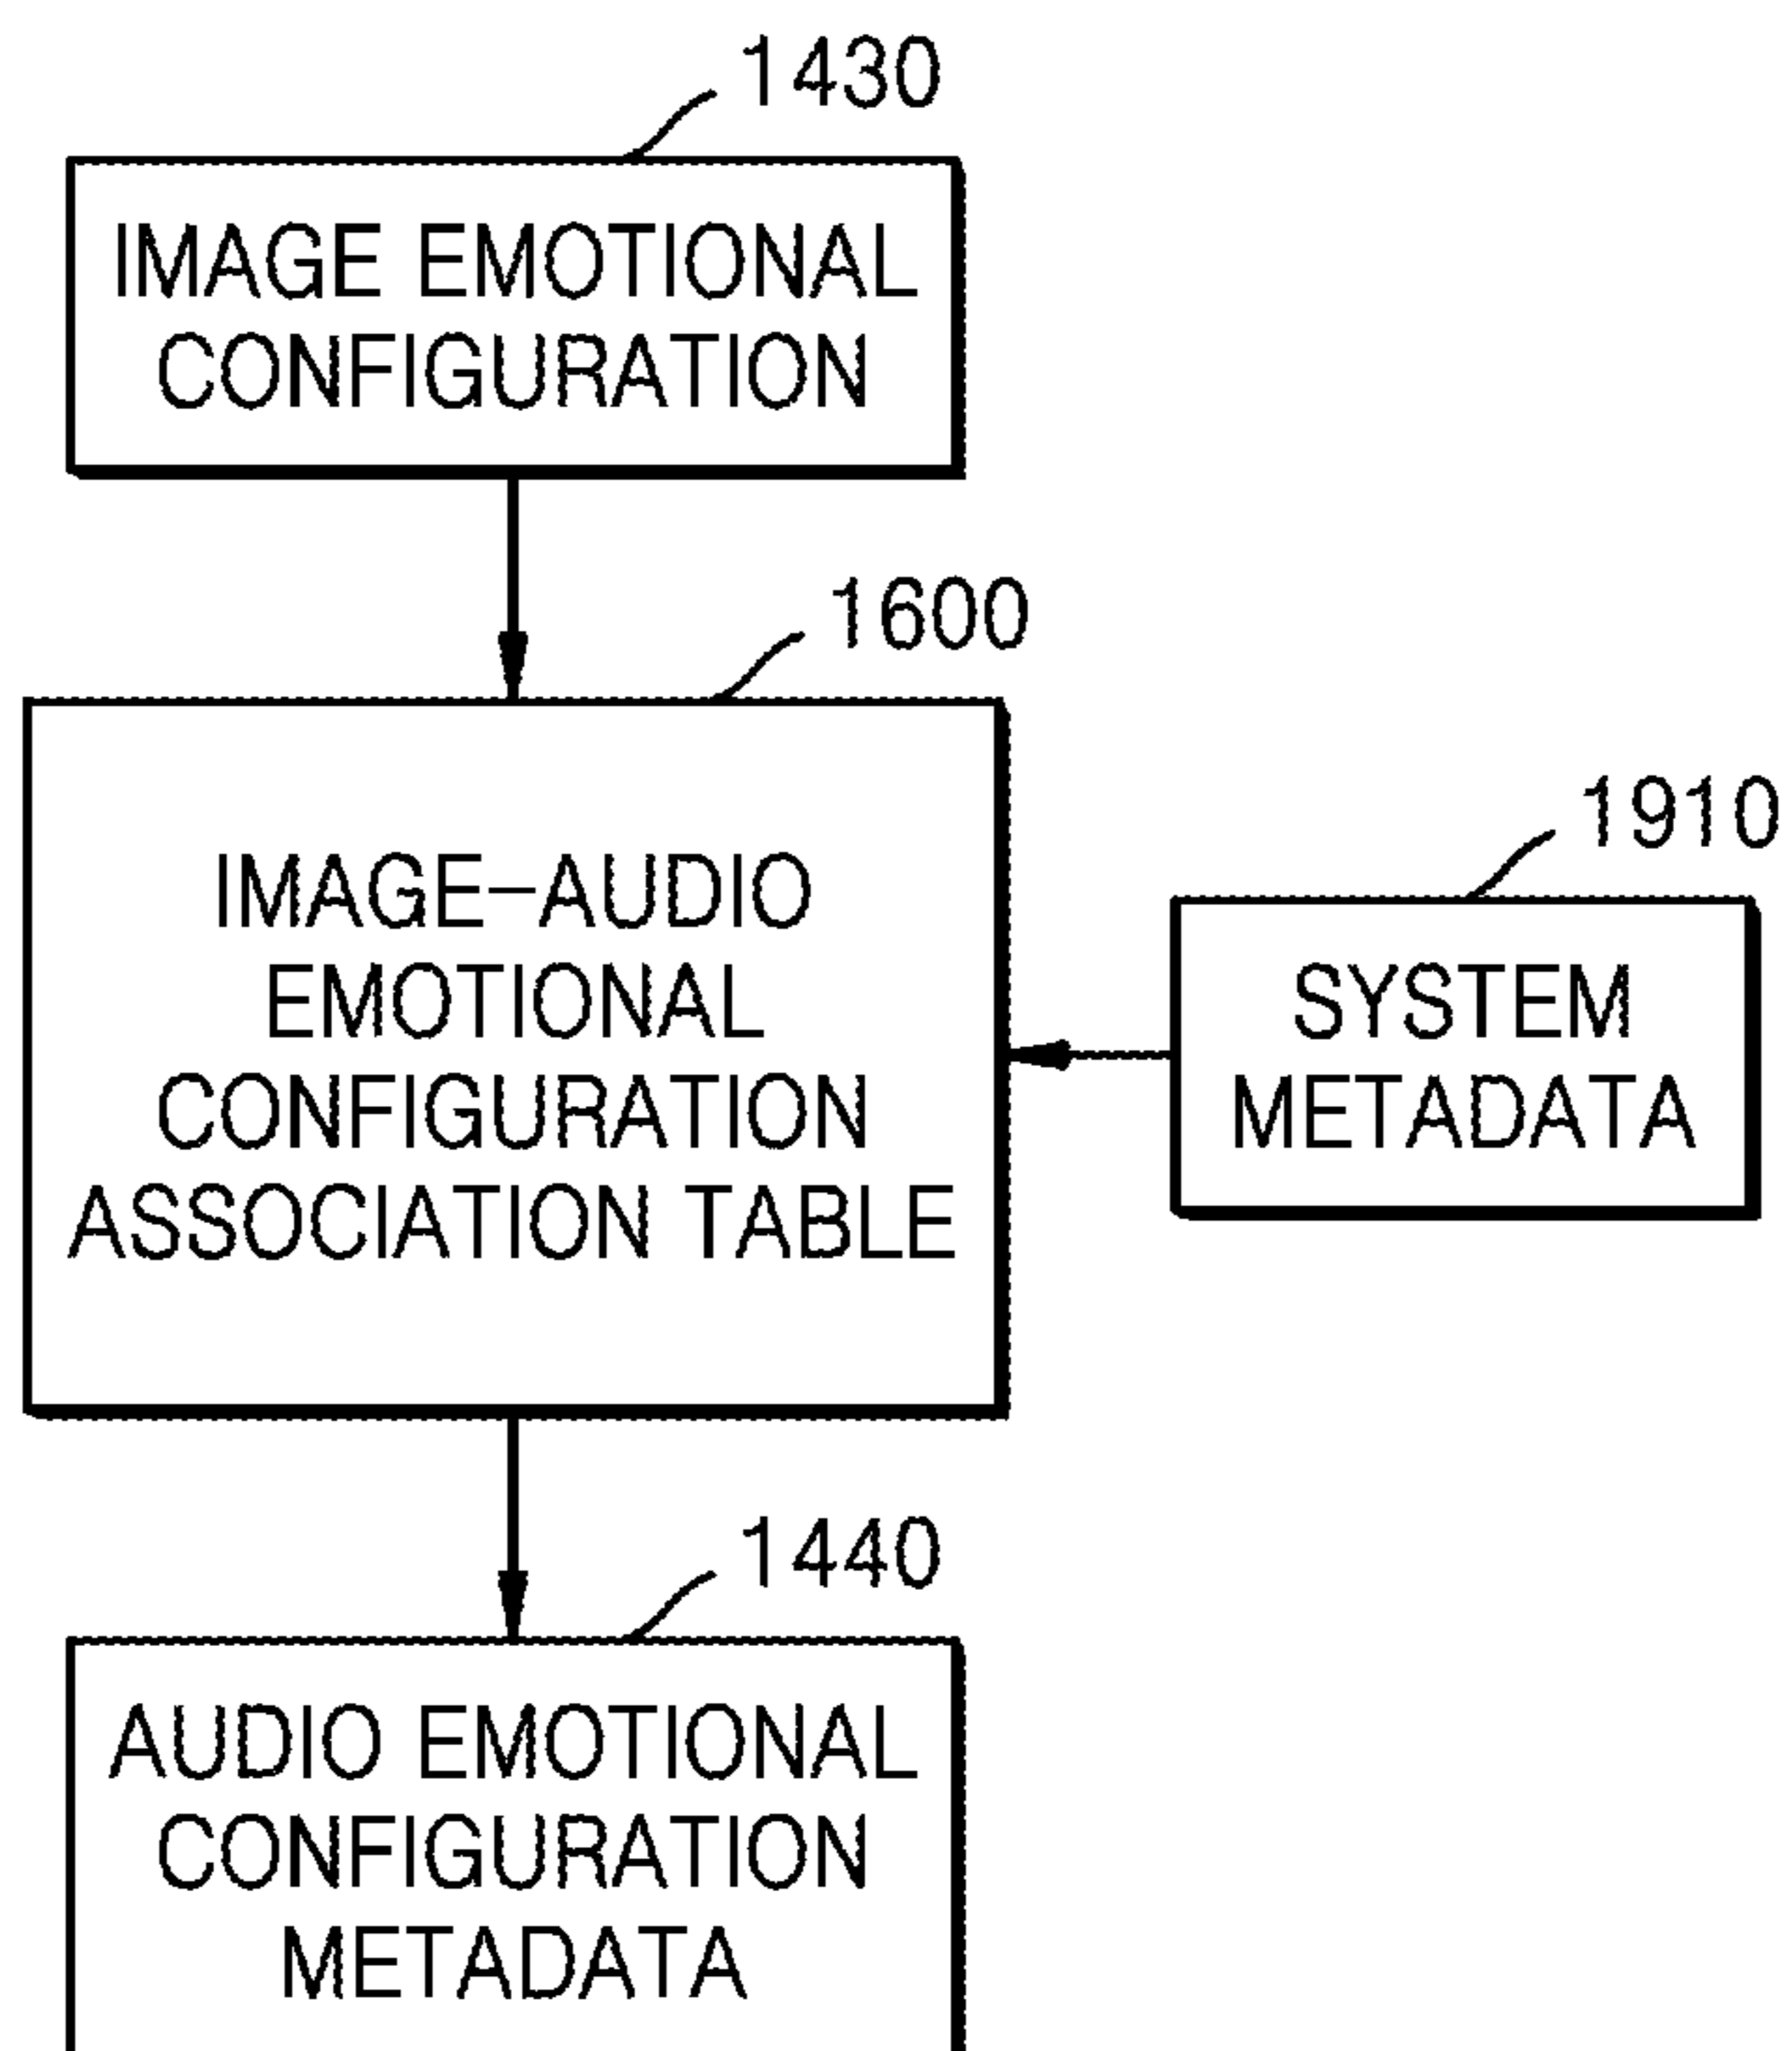 1430
IMAGE EMOTIONAL
CONFIGURATION
1600
IMAGE-AUDIO
EMOTIONAL
CONFIGURATION
ASSOCIATION TABLE
1910
SYSTEM
METADATA
1440
AUDIO EMOTIONAL
CONFIGURATION
METADATA